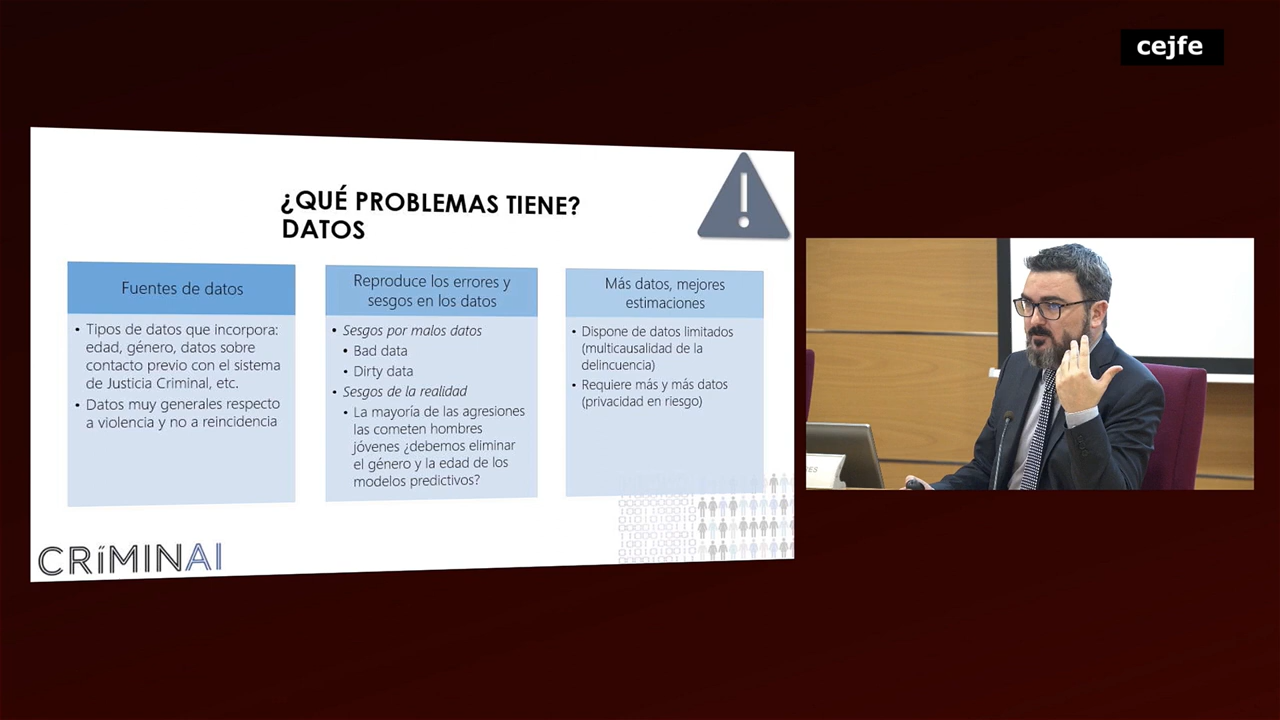 cejfe
¿QUÉ PROBLEMAS TIENE?
DATOS
Fuentes de datos
• Tipos de datos que incorpora:
edad, género, datos sobre
contacto previo con el sistema
de Justicia Criminal, etc.
• Datos muy generales respecto
a violencia y no a reincidencia
Reproduce los errores y
sesgos en los datos
• Sesgos por malos datos
• Bad data
• Dirty data
• Sesgos de la realidad
• La mayoría de las agresiones
las cometen hombres
jóvenes ¿debemos eliminar
el género y la edad de los
modelos predictivos?
Más datos, mejores
estimaciones
• Dispone de datos limitados
(multicausalidad de la
delincuencia)
• Requiere más y más datos
(privacidad en riesgo)
CRíMINAI